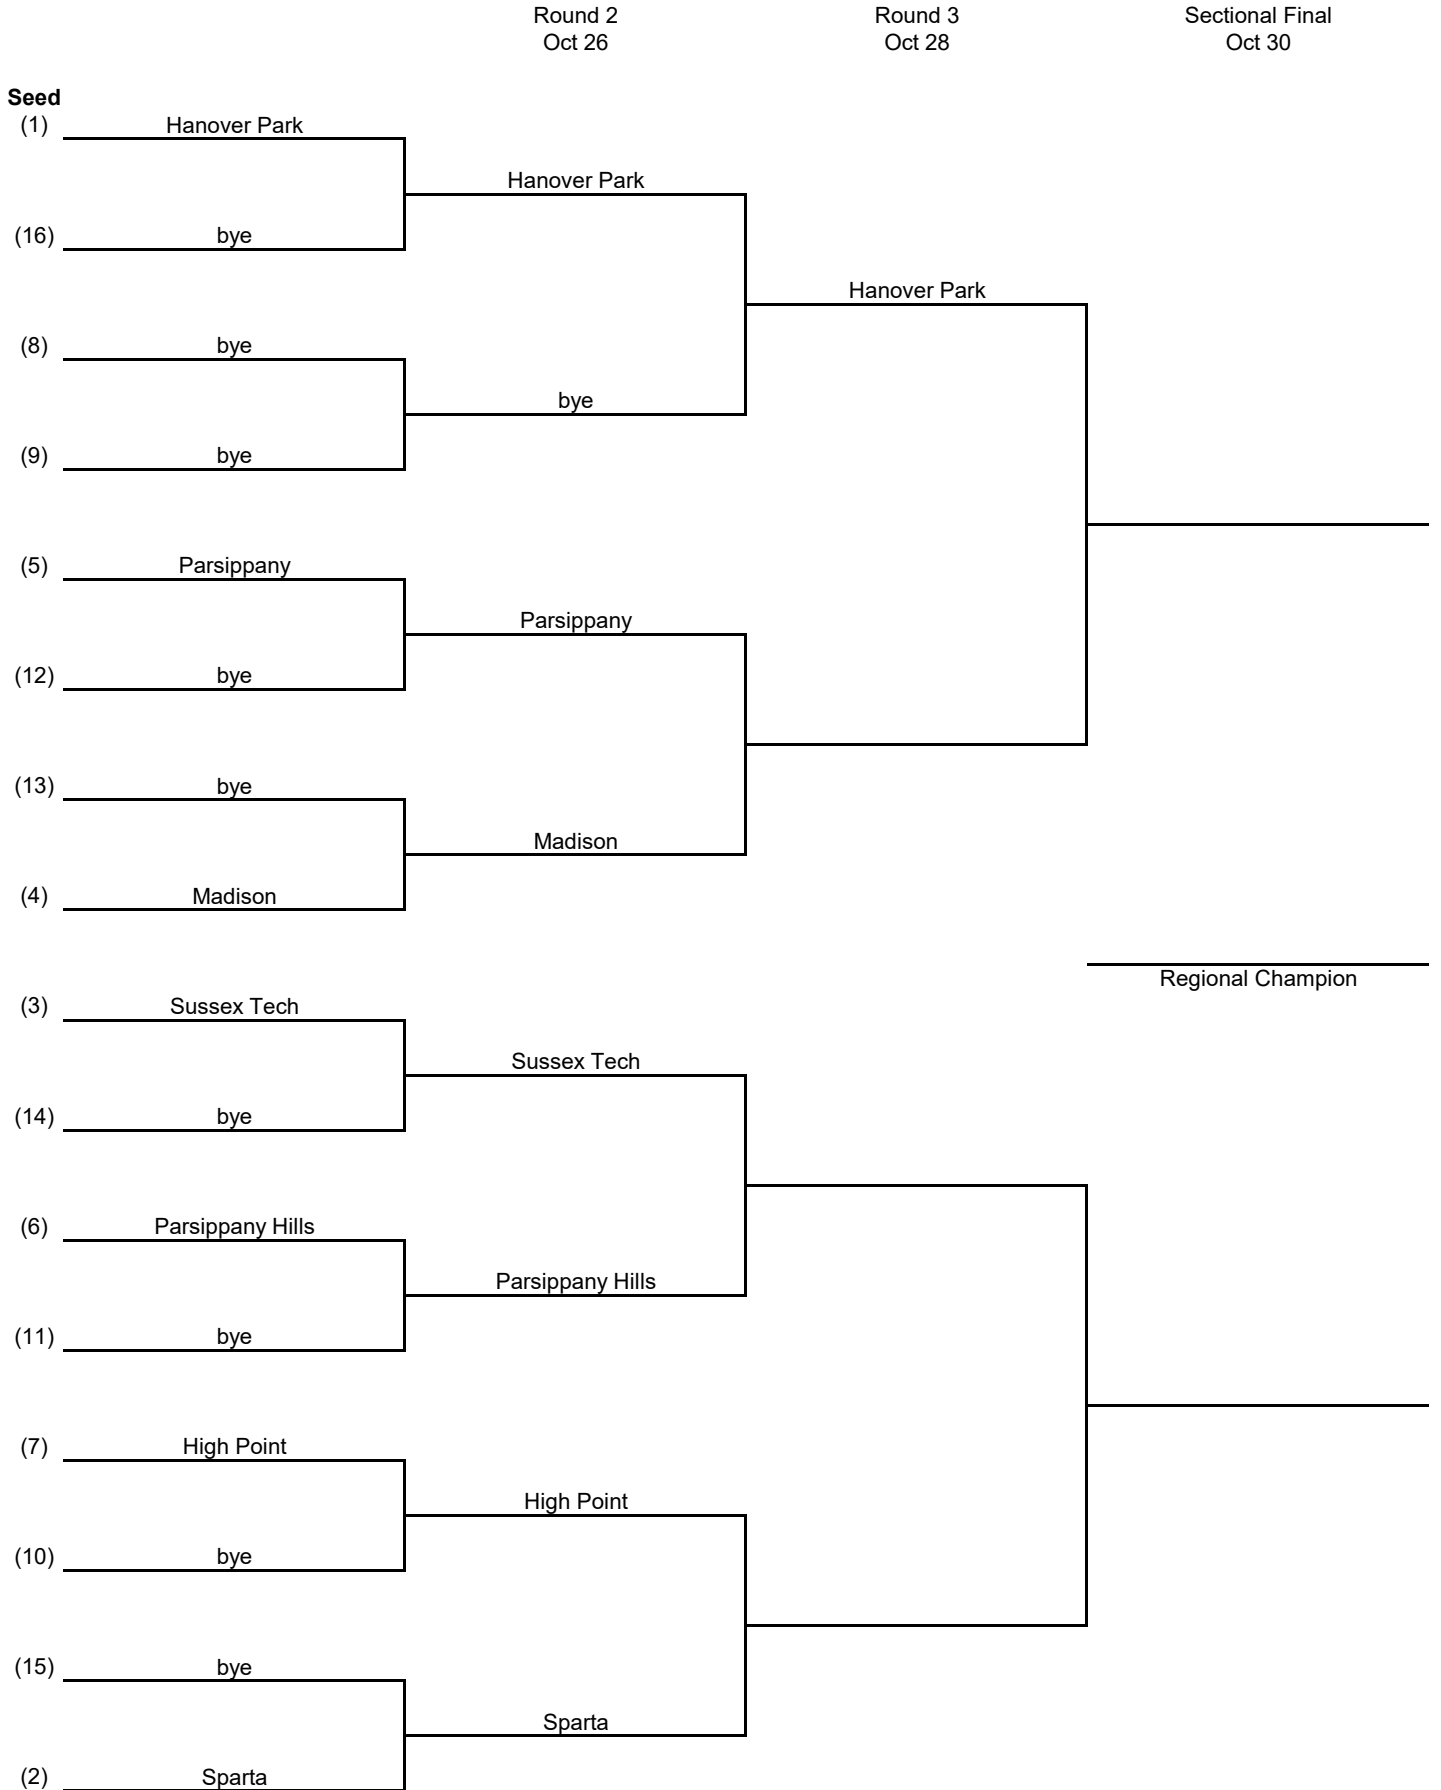 Round 2 Round 3 Sectional Final
Oct 26 Oct 28 Oct 30
Seed
(1) Hanover Park
Hanover Park
(16) bye
Hanover Park
(8) bye
bye
(9) bye
(5) Parsippany
Parsippany
(12) bye
(13) bye
Madison
(4) Madison
Regional Champion
(3) Sussex Tech
Sussex Tech
(14) bye
(6) Parsippany Hills
Parsippany Hills
(11) bye
(7) High Point
High Point
(10) bye
(15) bye
Sparta
(2) Sparta